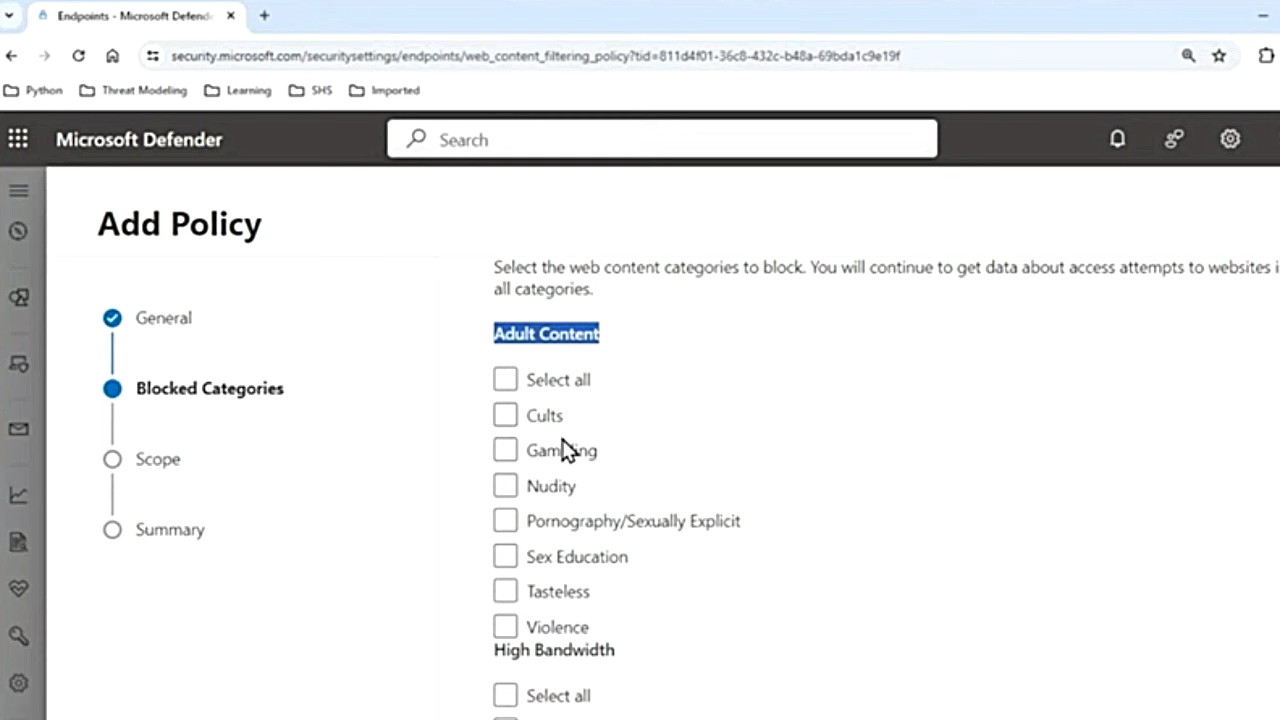 Endpoints - Microsoft Defend
security.microsoft.com/securitysettings/endpoints/web_content_filtering_policy?tid=811d4f01-36c8-432c-b48a-69bda1c9e19f
Python
Threat Modeling
Learning
SHS
Imported
Microsoft Defender
Search
Add Policy
General
Blocked Categories
Scope
Summary
Select the web content categories to block. You will continue to get data about access attempts to websites i
all categories.
Adult Content
Select all
Cults
Gambling
Nudity
Pornography/Sexually Explicit
Sex Education
Tasteless
Violence
High Bandwidth
Select all